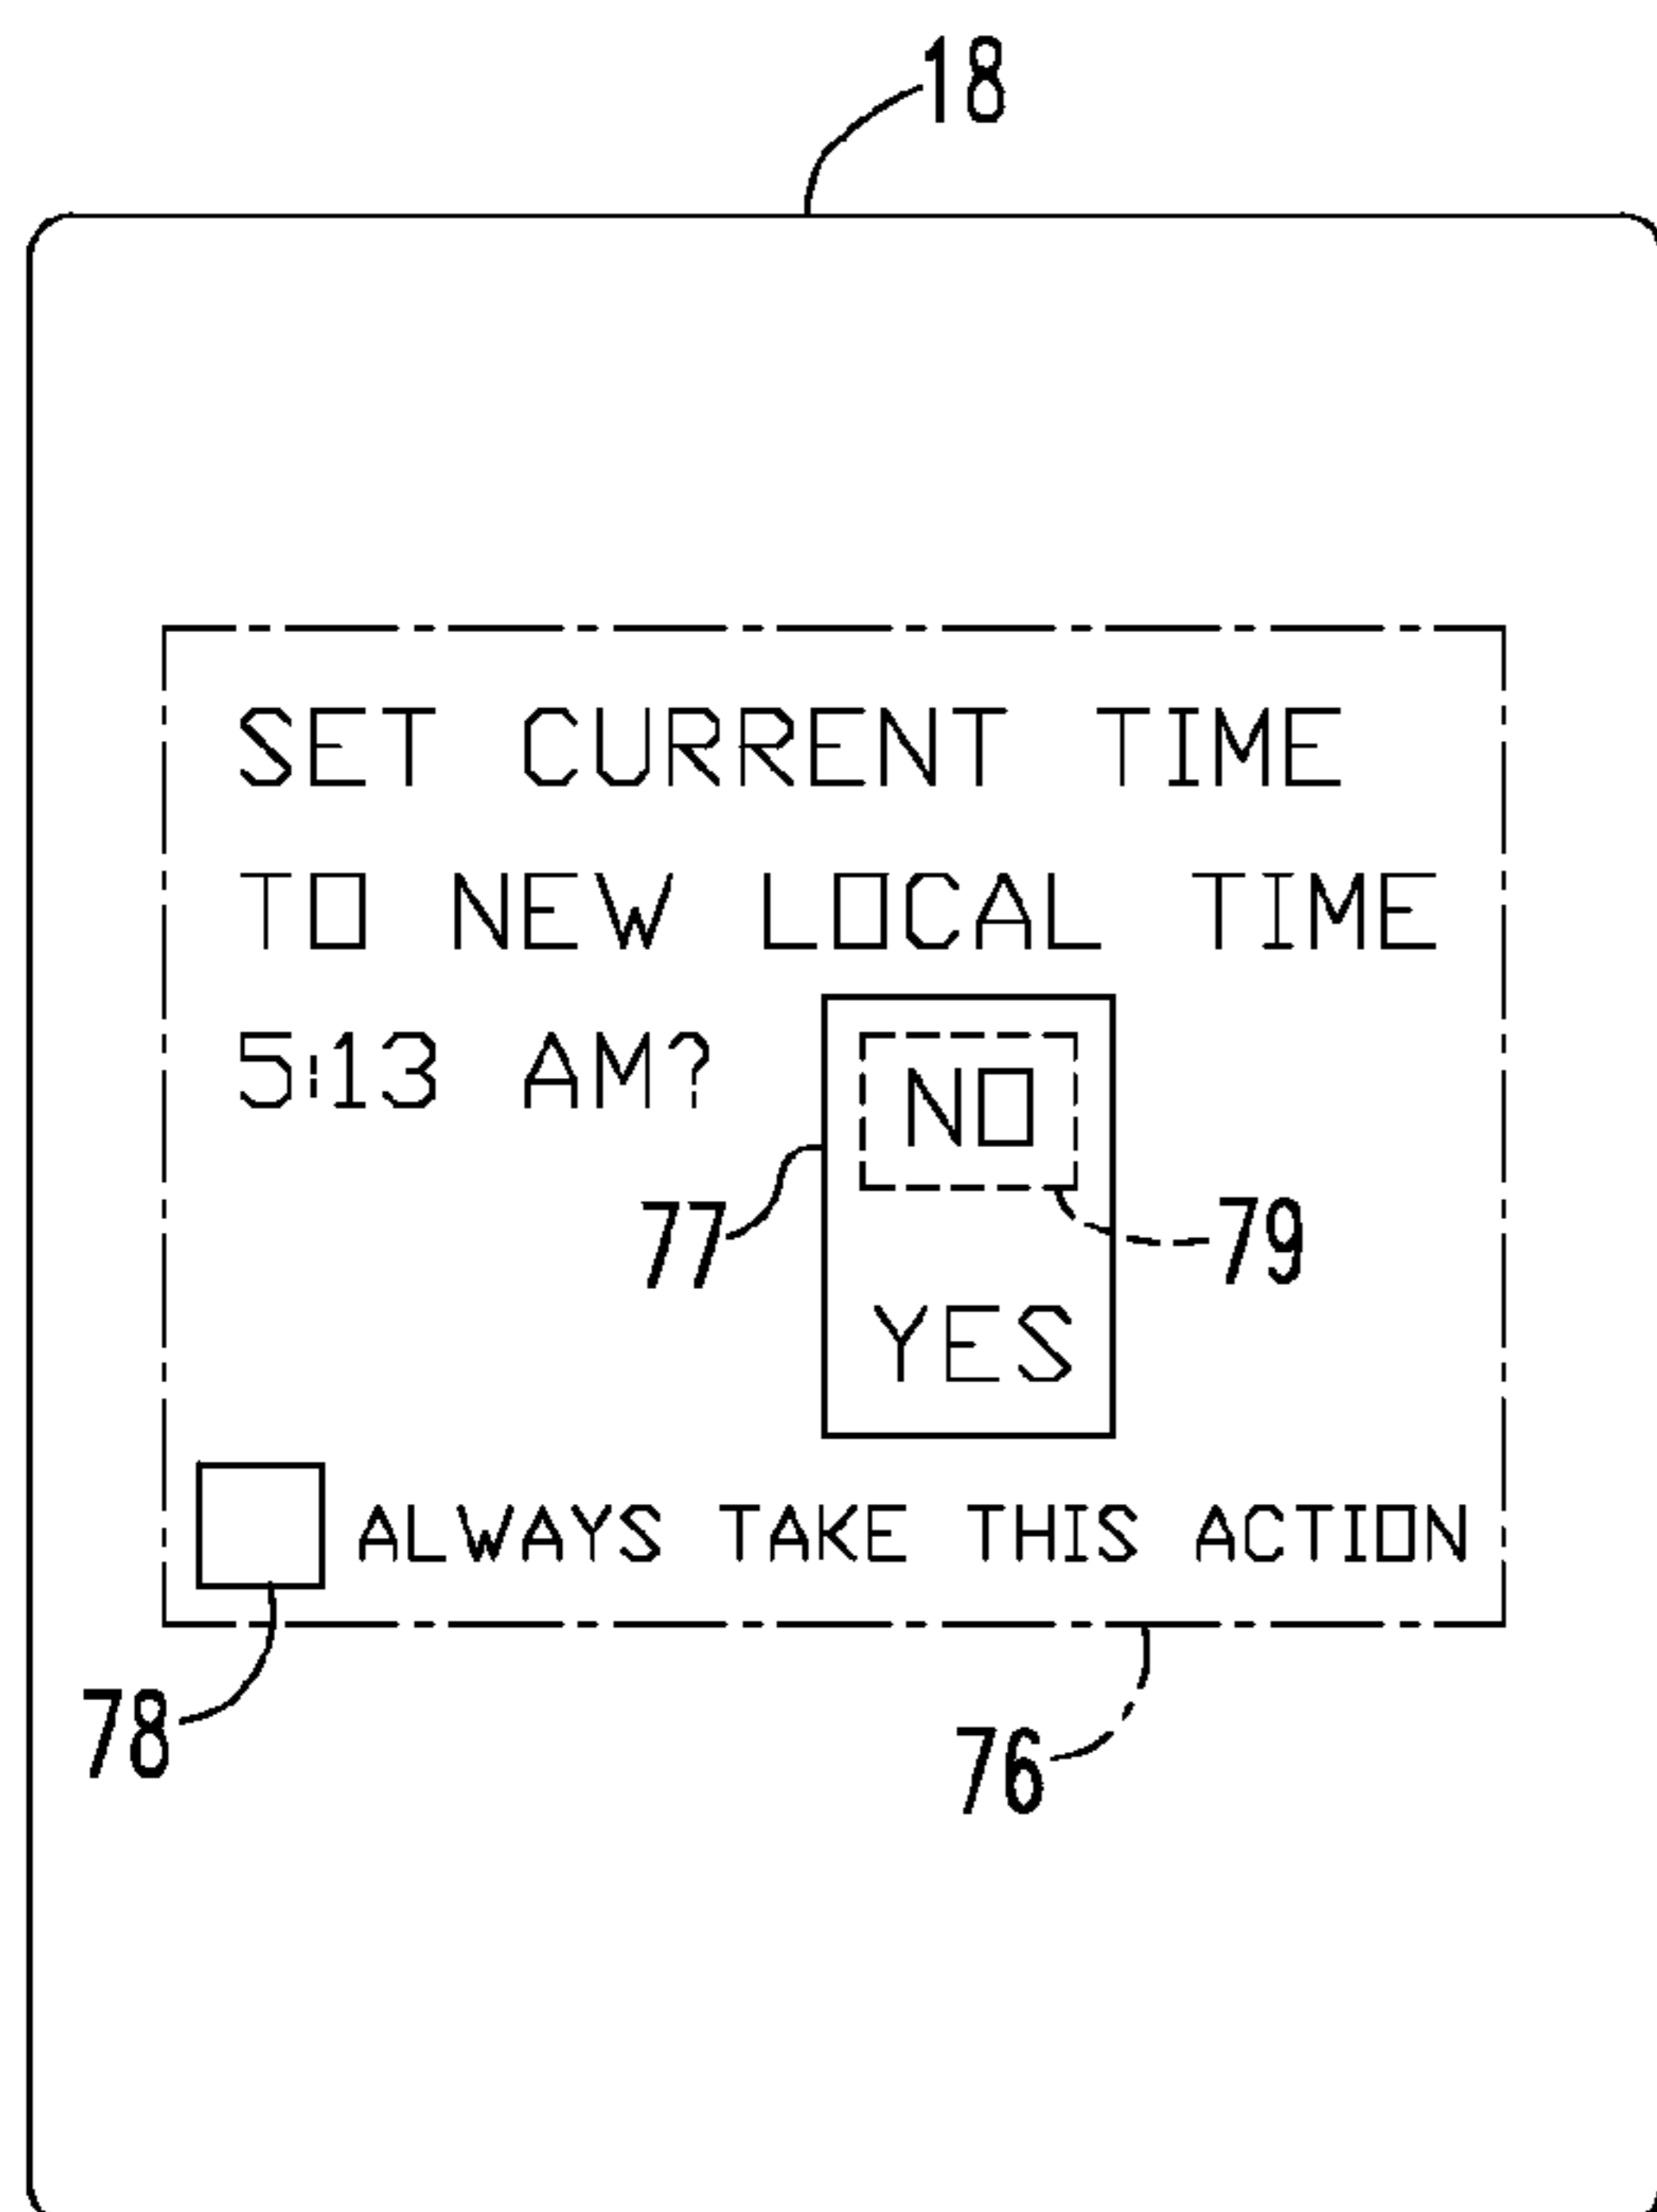 18
SET CURRENT TIME
TO NEW LOCAL TIME
5:13 AM?
NO
77
79
YES
ALWAYS TAKE THIS ACTION
78
76